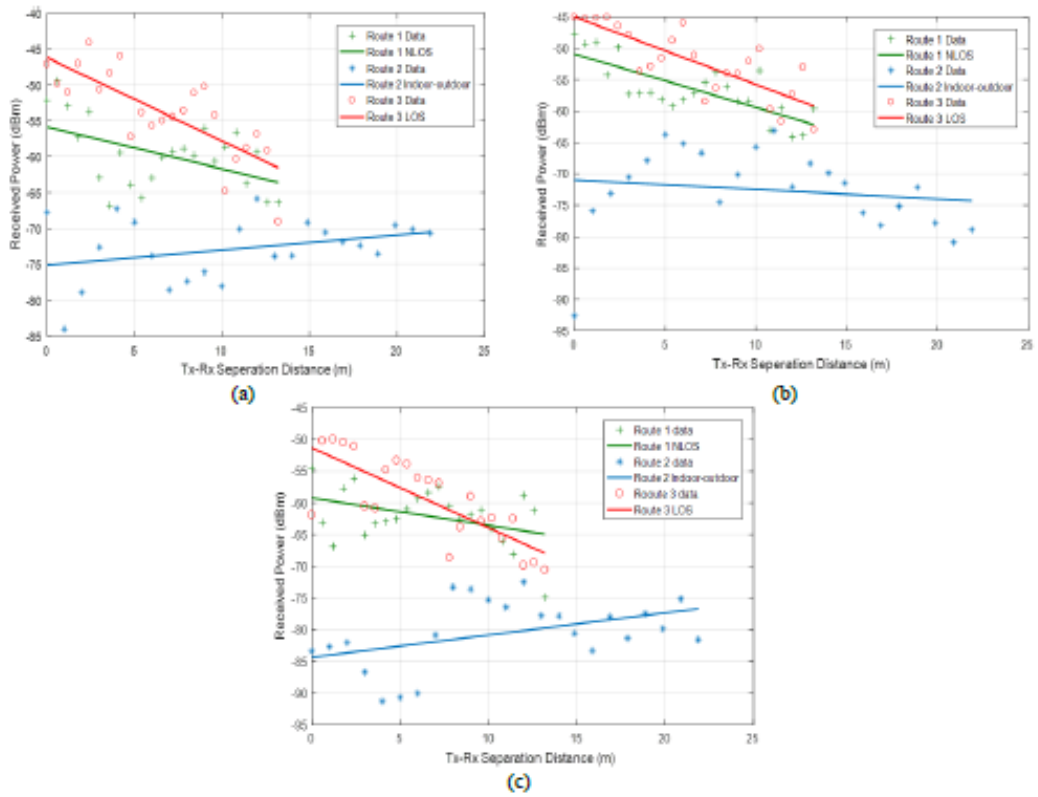 -40
-45
-50
-55
-60
-65
-70
-75
-80
-85
Received Power (dBm)
0 5 10 15 20 25
Tx-Rx Seperation Distance (m)
Route 1 Data
Route 1 NLOS
Route 2 Data
Route 2 Indoor-outdoor
Route 3 Data
Route 3 LOS
(a)
-45
-50
-55
-60
-65
-70
-75
-80
-85
-90
-95
Received Power (dBm)
0 5 10 15 20 25
Tx-Rx Seperation Distance (m)
Route 1 Data
Route 1 NLOS
Route 2 Data
Route 2 Indoor-outdoor
Route 3 Data
Route 3 LOS
(b)
-45
-50
-55
-60
-65
-70
-75
-80
-85
-90
-95
Received Power (dBm)
0 5 10 15 20 25
Tx-Rx Separation Distance (m)
Route 1 data
Route 1 NLOS
Route 2 data
Route 2 Indoor-outdoor
Rooute 3 data
Route 3 LOS
(c)